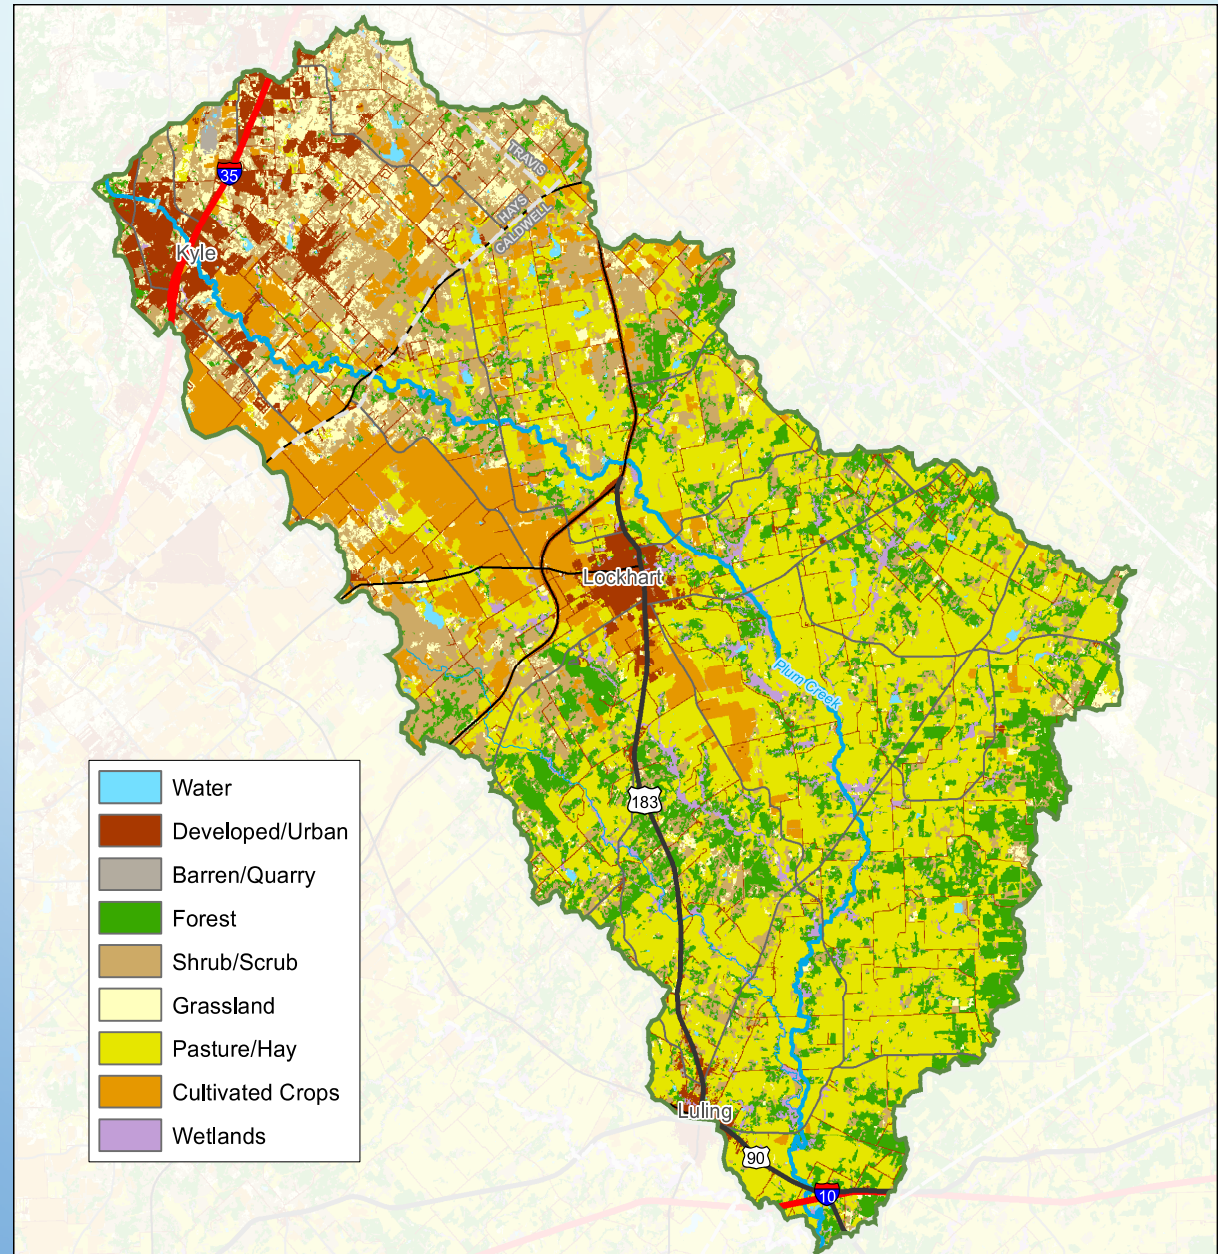 35
TRAVIS
HAYS
CALDWELL
Kyle
Lockhart
Plum Creek
183
Luling
90
10
Water
Developed/Urban
Barren/Quarry
Forest
Shrub/Scrub
Grassland
Pasture/Hay
Cultivated Crops
Wetlands